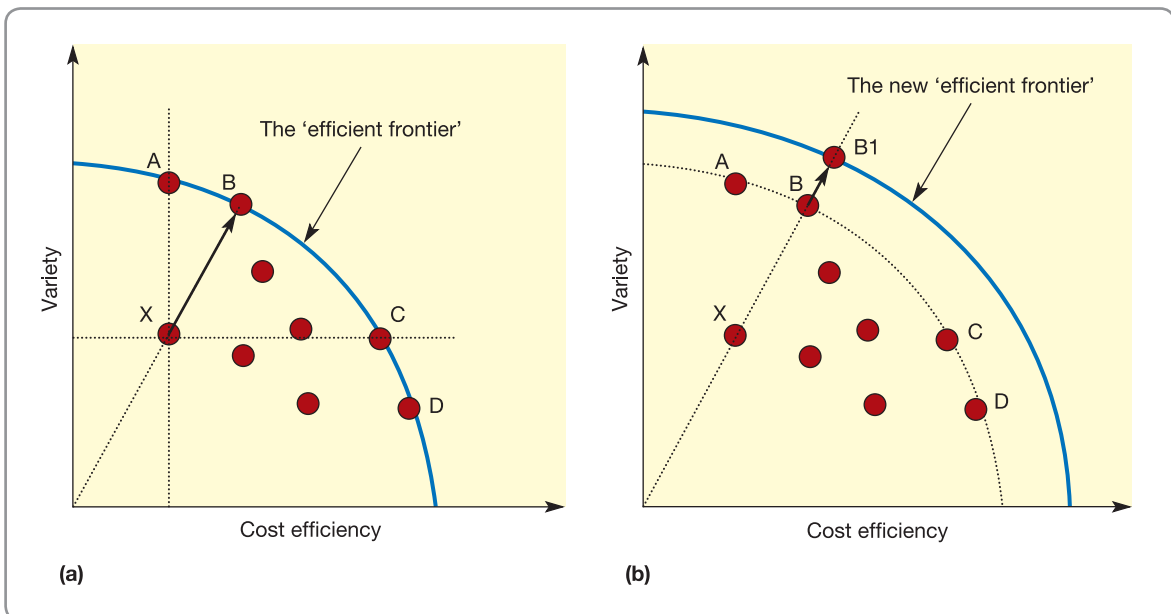 The ‘efficient frontier’
A
B
X
C
D
Variety
Cost efficiency
(a)
The new ‘efficient frontier’
B1
A
B
X
C
D
Variety
Cost efficiency
(b)